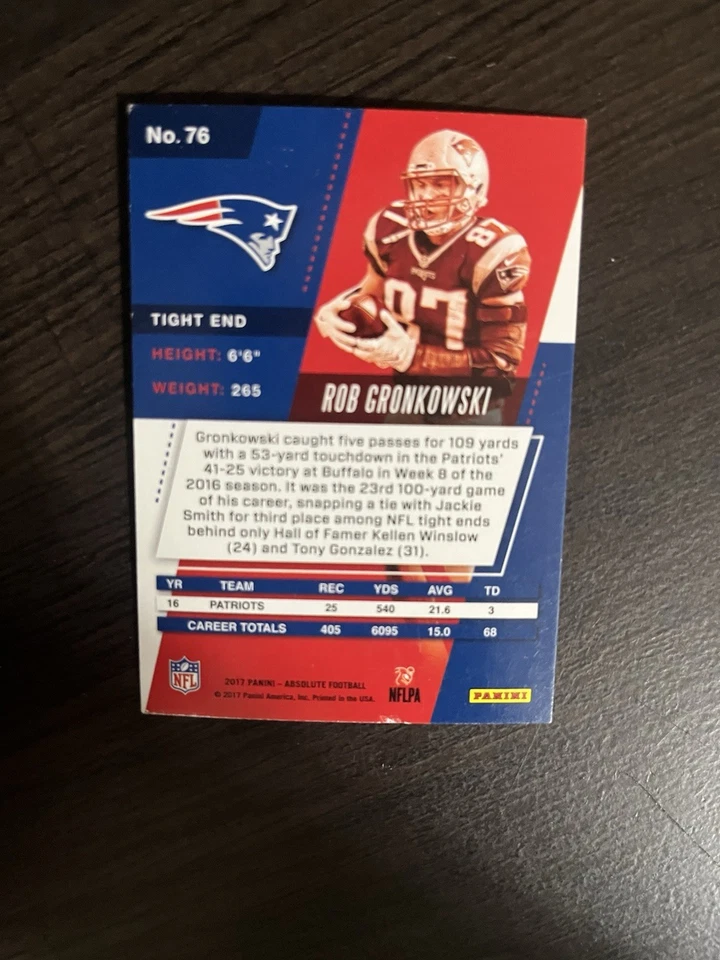 No. 76
87
PATRIOTS
87
TIGHT END
HEIGHT: 6'6"
WEIGHT: 265
ROB GRONKOWSKI
Gronkowski caught five passes for 109 yards
with a 53-yard touchdown in the Patriots'
41-25 victory at Buffalo in Week 8 of the
2016 season. It was the 23rd 100-yard game
of his career, snapping a tie with Jackie
Smith for third place among NFL tight ends
behind only Hall of Famer Kellen Winslow
(24) and Tony Gonzalez (31).
YR TEAM REC YDS AVG TD
16 PATRIOTS 25 540 21.6 3
CAREER TOTALS 405 6095 15.0 68
NFL
2017 PANINI – ABSOLUTE FOOTBALL
© 2017 Panini America, Inc. Printed in the USA.
NFLPA
PANINI